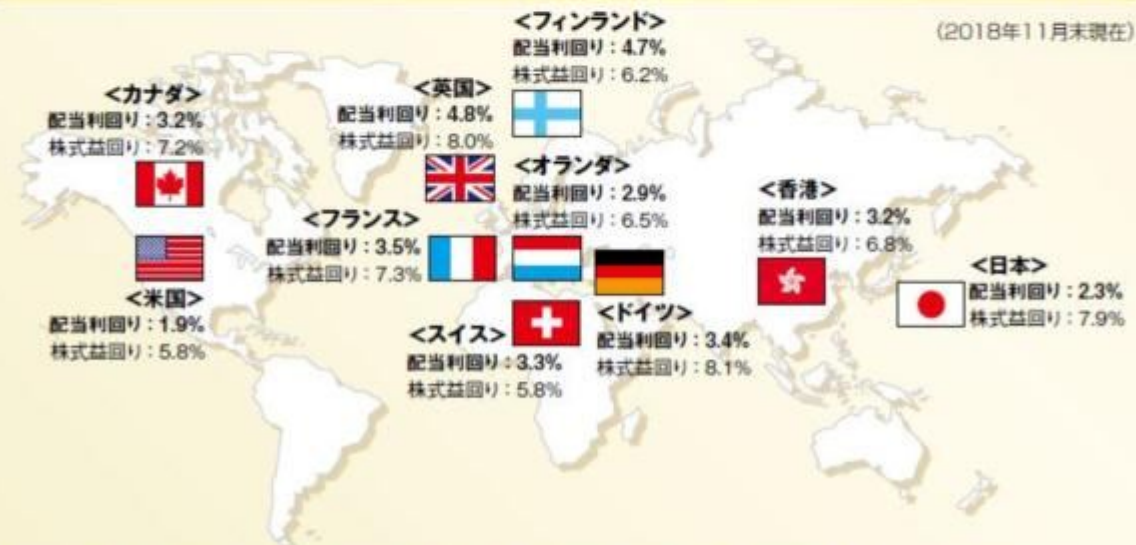 (2018年11月末現在)
<フィンランド>
配当利回り：4.7%
株式益回り：6.2%
<カナダ>
配当利回り：3.2%
株式益回り：7.2%
<英国>
配当利回り：4.8%
株式益回り：8.0%
<オランダ>
配当利回り：2.9%
株式益回り：6.5%
<フランス>
配当利回り：3.5%
株式益回り：7.3%
<香港>
配当利回り：3.2%
株式益回り：6.8%
<日本>
配当利回り：2.3%
株式益回り：7.9%
<米国>
配当利回り：1.9%
株式益回り：5.8%
<スイス>
配当利回り：3.3%
株式益回り：5.8%
<ドイツ>
配当利回り：3.4%
株式益回り：8.1%